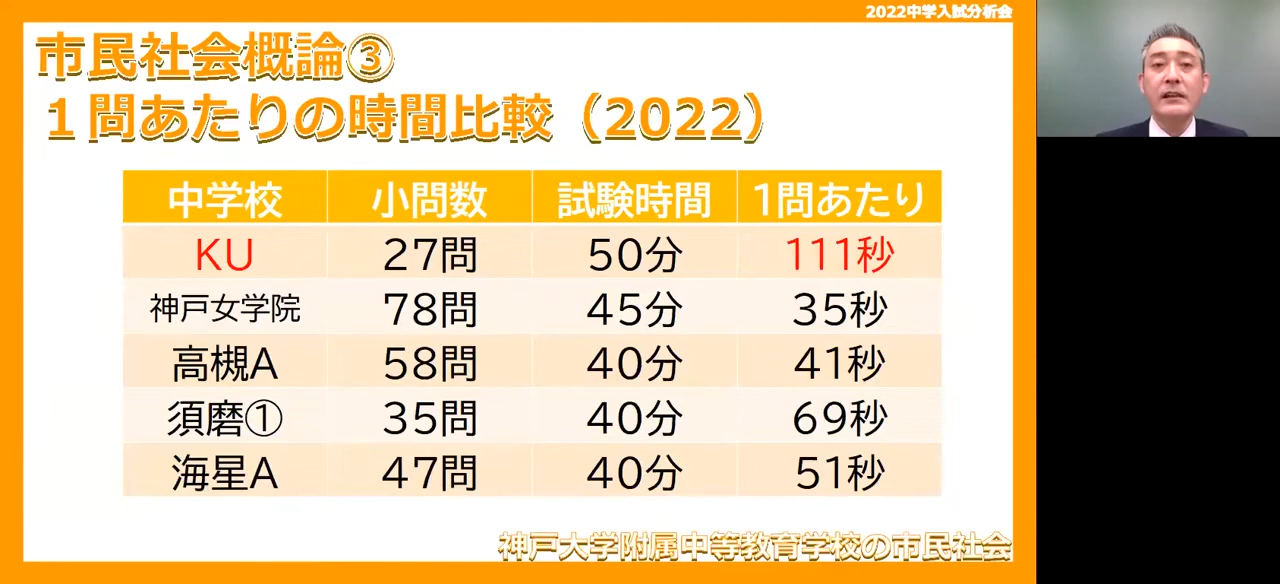 2022中学入試分析会
市民社会概論③
１問あたりの時間比較（2022）
中学校 小問数 試験時間 1問あたり
KU 27問 50分 111秒
神戸女学院 78問 45分 35秒
高槻A 58問 40分 41秒
須磨① 35問 40分 69秒
海星A 47問 40分 51秒
神戸大学附属中等教育学校の市民社会